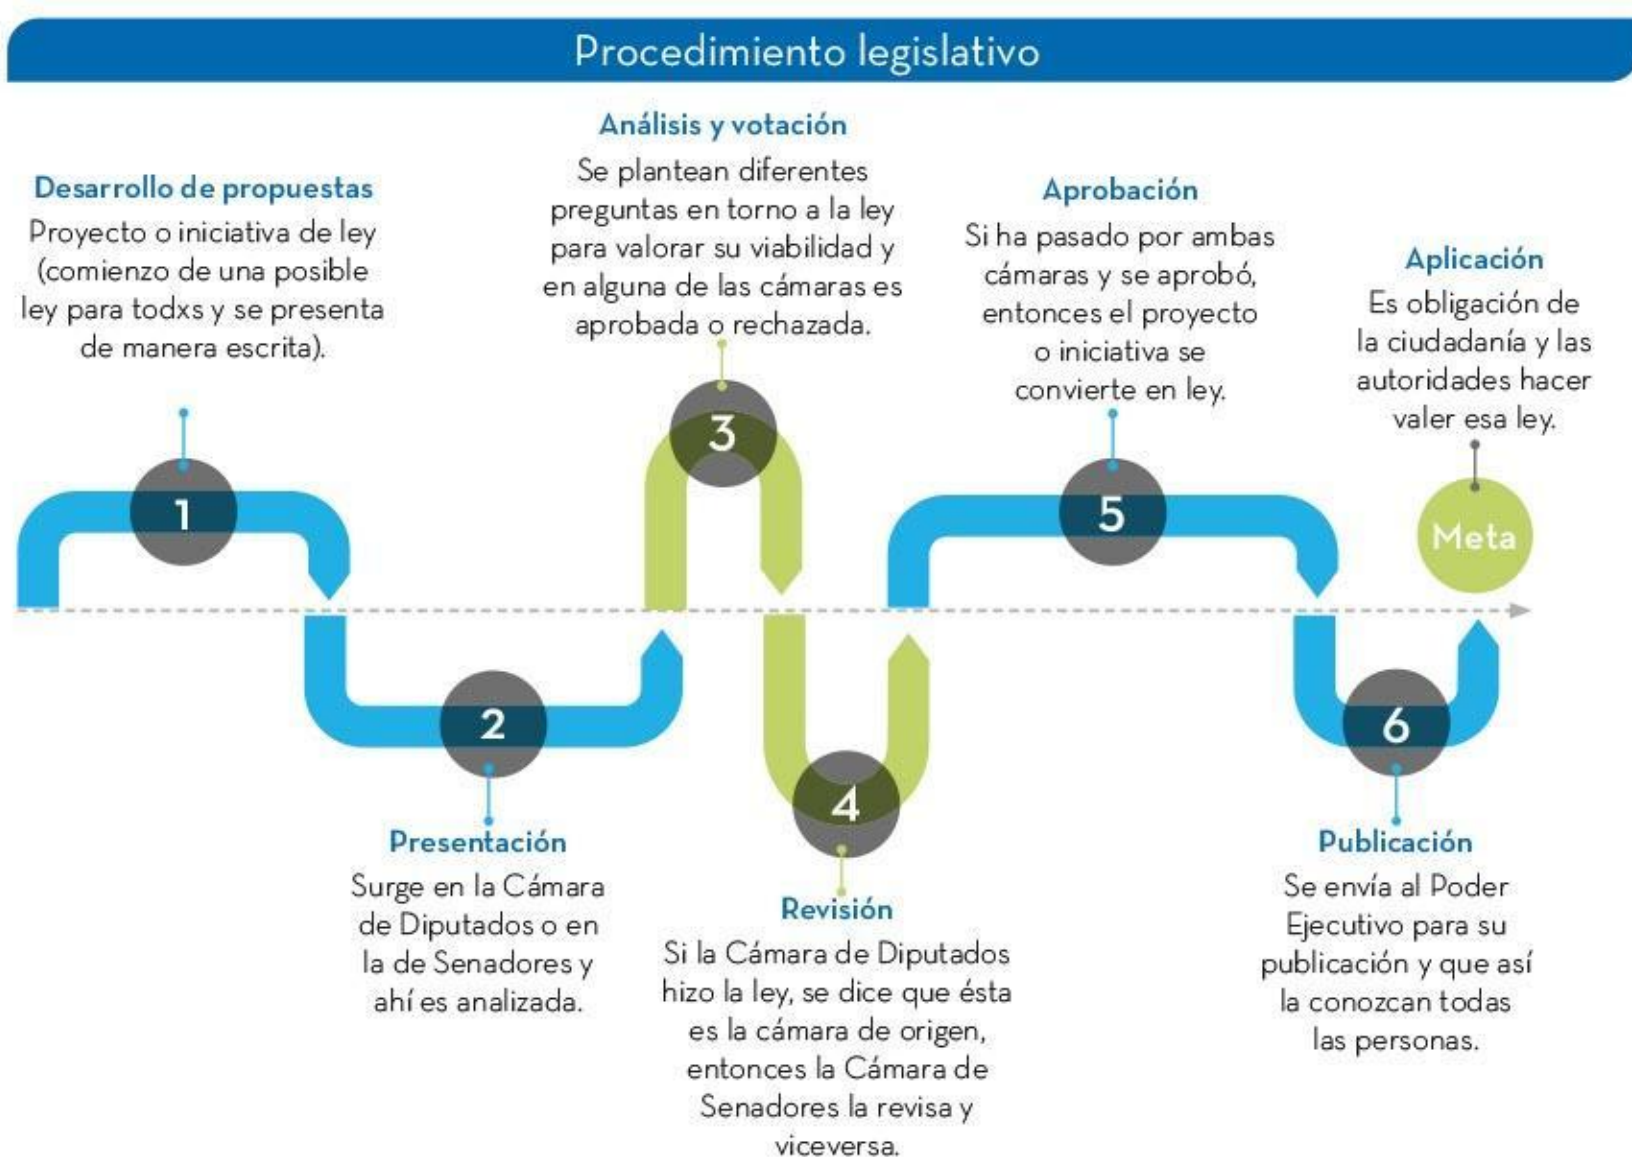 Procedimiento legislativo
Desarrollo de propuestas
Proyecto o iniciativa de ley
(comienzo de una posible
ley para todxs y se presenta
de manera escrita).
1
2
Presentación
Surge en la Cámara
de Diputados o en
la de Senadores y
ahí es analizada.
Análisis y votación
Se plantean diferentes
preguntas en torno a la ley
para valorar su viabilidad y
en alguna de las cámaras es
aprobada o rechazada.
3
4
Revisión
Si la Cámara de Diputados
hizo la ley, se dice que ésta
es la cámara de origen,
entonces la Cámara de
Senadores la revisa y
viceversa.
Aprobación
Si ha pasado por ambas
cámaras y se aprobó,
entonces el proyecto
o iniciativa se
convierte en ley.
5
6
Publicación
Se envía al Poder
Ejecutivo para su
publicación y que así
la conozcan todas
las personas.
Aplicación
Es obligación de
la ciudadanía y las
autoridades hacer
valer esa ley.
Meta